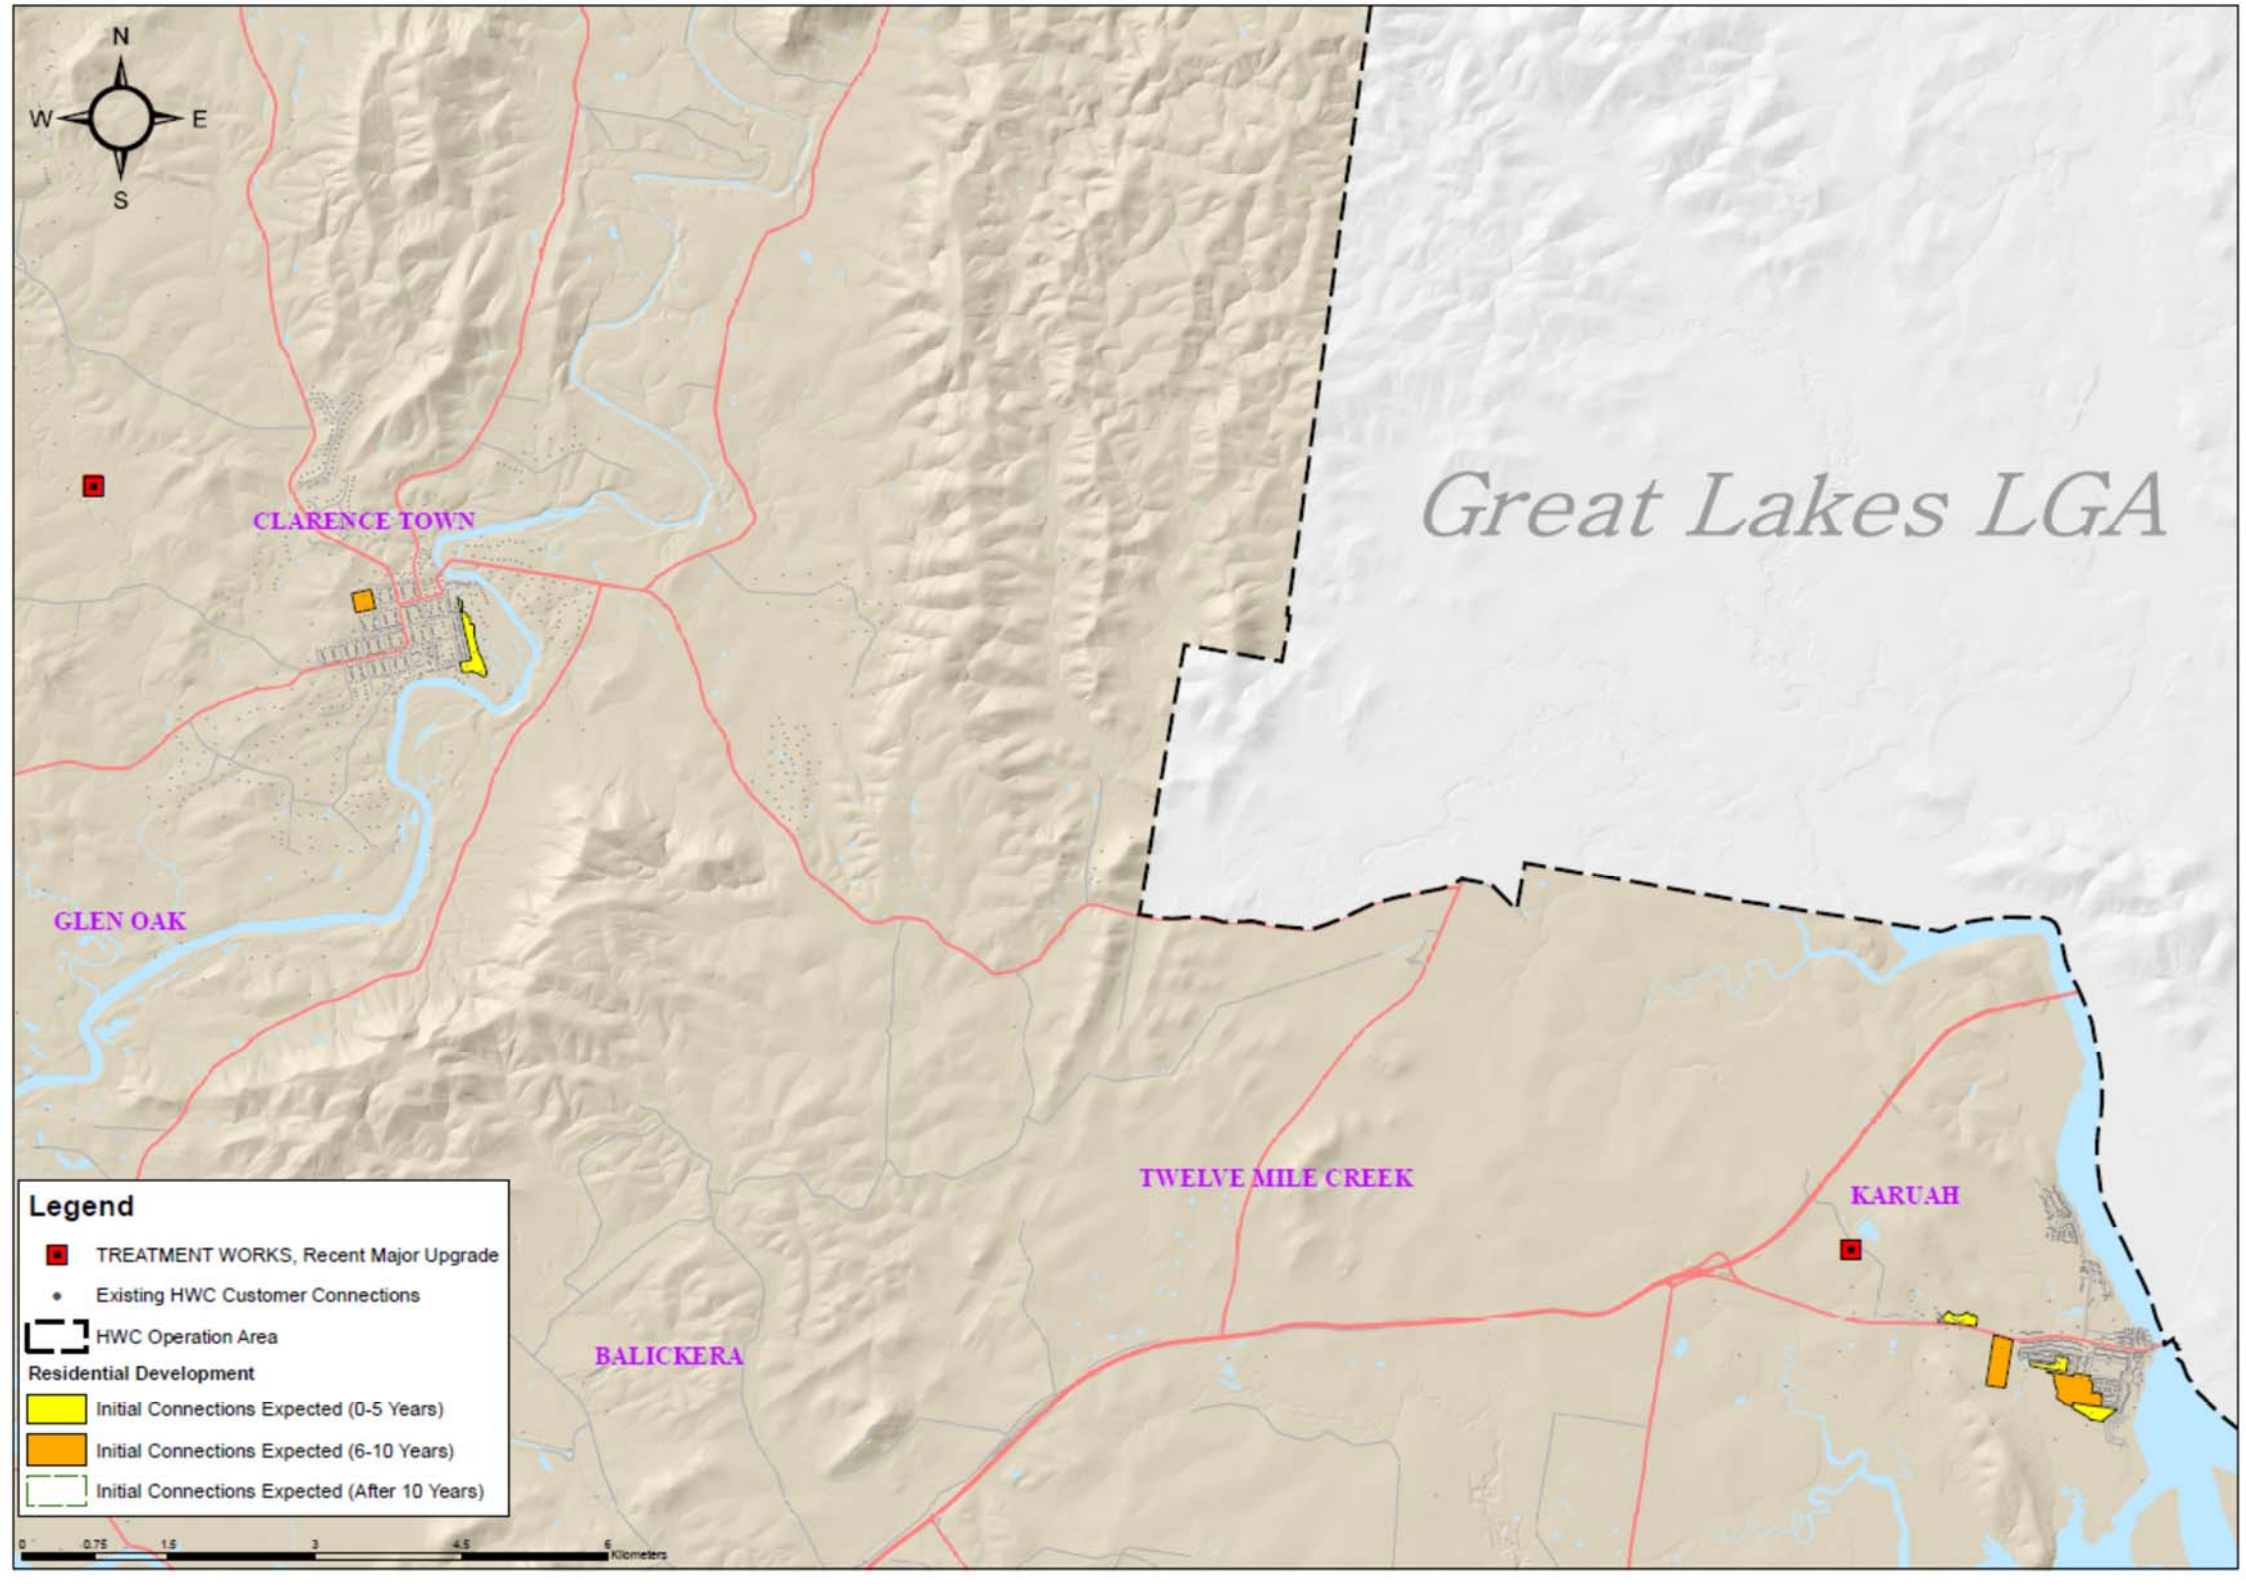 N
W E
S
Great Lakes LGA
CLARENCE TOWN
GLEN OAK
TWELVE MILE CREEK
KARUAH
BALICKERA
Legend
TREATMENT WORKS, Recent Major Upgrade
Existing HWC Customer Connections
HWC Operation Area
Residential Development
Initial Connections Expected (0-5 Years)
Initial Connections Expected (6-10 Years)
Initial Connections Expected (After 10 Years)
0 0.75 1.5 3 4.5 6
Kilometers